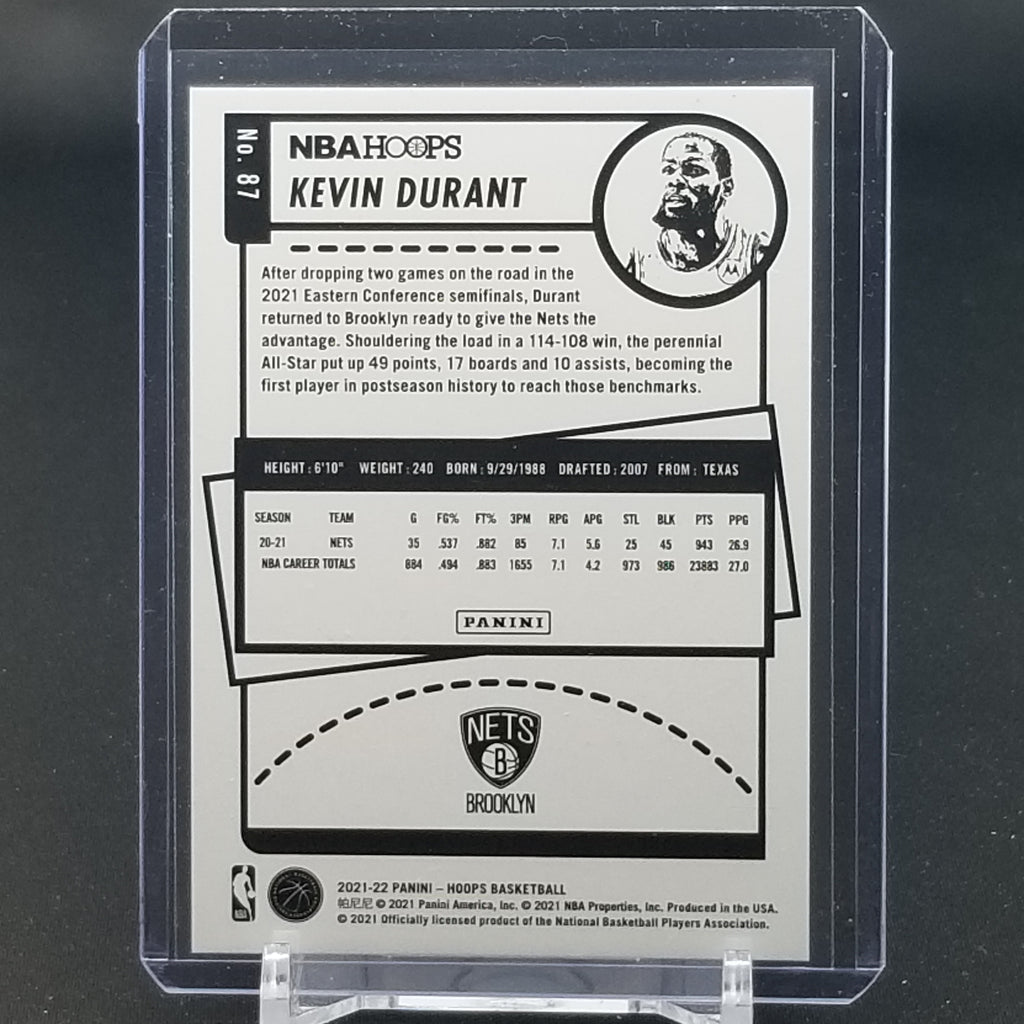 No. 87
NBA HOOPS
KEVIN DURANT
After dropping two games on the road in the
2021 Eastern Conference semifinals, Durant
returned to Brooklyn ready to give the Nets the
advantage. Shouldering the load in a 114-108 win, the perennial
All-Star put up 49 points, 17 boards and 10 assists, becoming the
first player in postseason history to reach those benchmarks.
HEIGHT: 6'10" WEIGHT: 240 BORN: 9/29/1988 DRAFTED: 2007 FROM: TEXAS
SEASON TEAM G FG% FT% 3PM RPG APG STL BLK PTS PPG
20-21 NETS 35 .537 .882 85 7.1 5.6 25 45 943 26.9
NBA CAREER TOTALS 884 .494 .883 1655 7.1 4.2 973 986 23883 27.0
PANINI
NETS
B
BROOKLYN
NBA
2021-22 PANINI – HOOPS BASKETBALL
帕尼尼 © 2021 Panini America, Inc. © 2021 NBA Properties, Inc. Produced in the USA.
© 2021 Officially licensed product of the National Basketball Players Association.